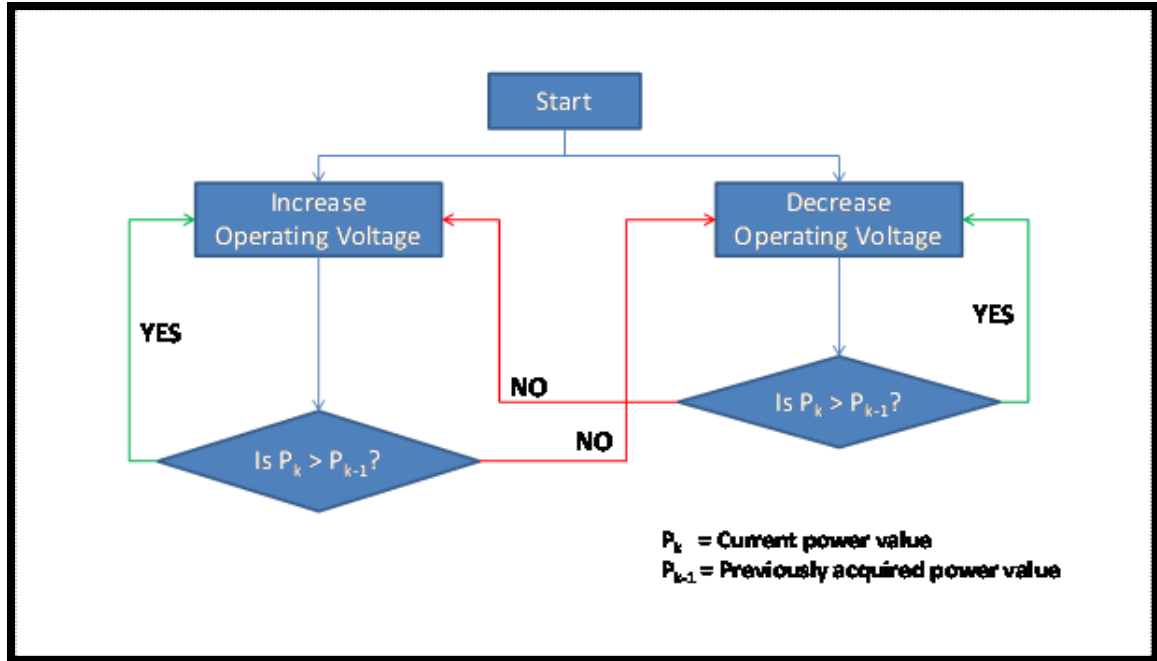 Start
Increase
Operating Voltage
Decrease
Operating Voltage
YES
YES
NO
Is Pk > Pk-1?
NO
Is Pk > Pk-1?
Pk = Current power value
Pk-1 = Previously acquired power value